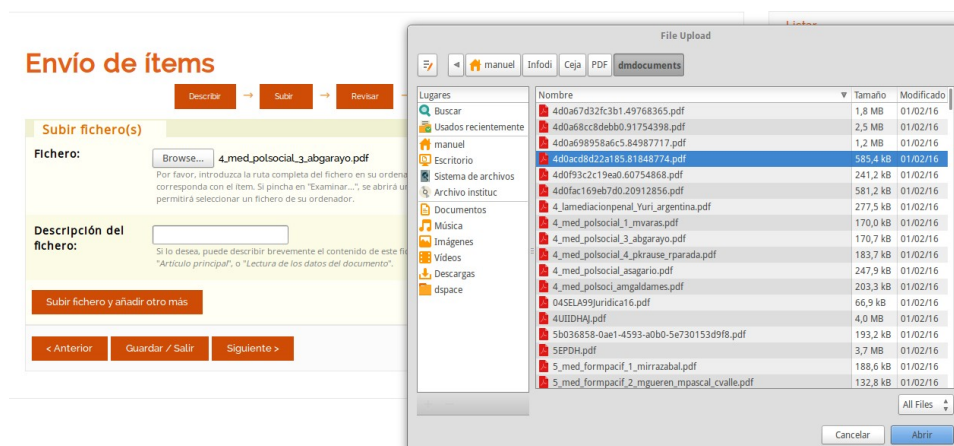 Listar
Envío de ítems
Describir → Subir → Revisar →
Subir fichero(s)
Fichero:
Browse... 4_med_polsocial_3_abgarayo.pdf
Por favor, introduzca la ruta completa del fichero en su ordena
corresponda con el ítem. Si pincha en "Examinar...", se abrirá un
permitirá seleccionar un fichero de su ordenador.
Descripción del
fichero:
Si lo desea, puede describir brevemente el contenido de este fi
"Artículo principal", o "Lectura de los datos del documento".
Subir fichero y añadir otro más
< Anterior Guardar / Salir Siguiente >
File Upload
manuel Infodi Ceja PDF dmdocuments
Lugares
Buscar
Usados recientemente
manuel
Escritorio
Sistema de archivos
Archivo instituc
Documentos
Música
Imágenes
Vídeos
Descargas
dspace
Nombre Tamaño Modificado
4d0a67d32fc3b1.49768365.pdf 1,8 MB 01/02/16
4d0a68cc8debb0.91754398.pdf 2,5 MB 01/02/16
4d0a698958a6c5.84987717.pdf 1,2 MB 01/02/16
4d0acd8d22a185.81848774.pdf 585,4 kB 01/02/16
4d0f93c2c19ea0.60754868.pdf 241,2 kB 01/02/16
4d0fac169eb7d0.20912856.pdf 581,2 kB 01/02/16
4_lamediacionpenal_Yuri_argentina.pdf 277,5 kB 01/02/16
4_med_polsocial_1_mvaras.pdf 170,0 kB 01/02/16
4_med_polsocial_3_abgarayo.pdf 170,7 kB 01/02/16
4_med_polsocial_4_pkrause_rparada.pdf 183,7 kB 01/02/16
4_med_polsocial_asagario.pdf 247,9 kB 01/02/16
4_med_polsoci_amgaldames.pdf 203,3 kB 01/02/16
04SELA99Juridica16.pdf 66,9 kB 01/02/16
4UIIDHAJ.pdf 4,0 MB 01/02/16
5b036858-0ae1-4593-a0b0-5e730153d9f8.pdf 193,2 kB 01/02/16
5EPDH.pdf 3,7 MB 01/02/16
5_med_formpacif_1_mirrazabal.pdf 188,6 kB 01/02/16
5_med_formpacif_2_mgueren_mpascal_cvalle.pdf 132,8 kB 01/02/16
All Files
Cancelar Abrir